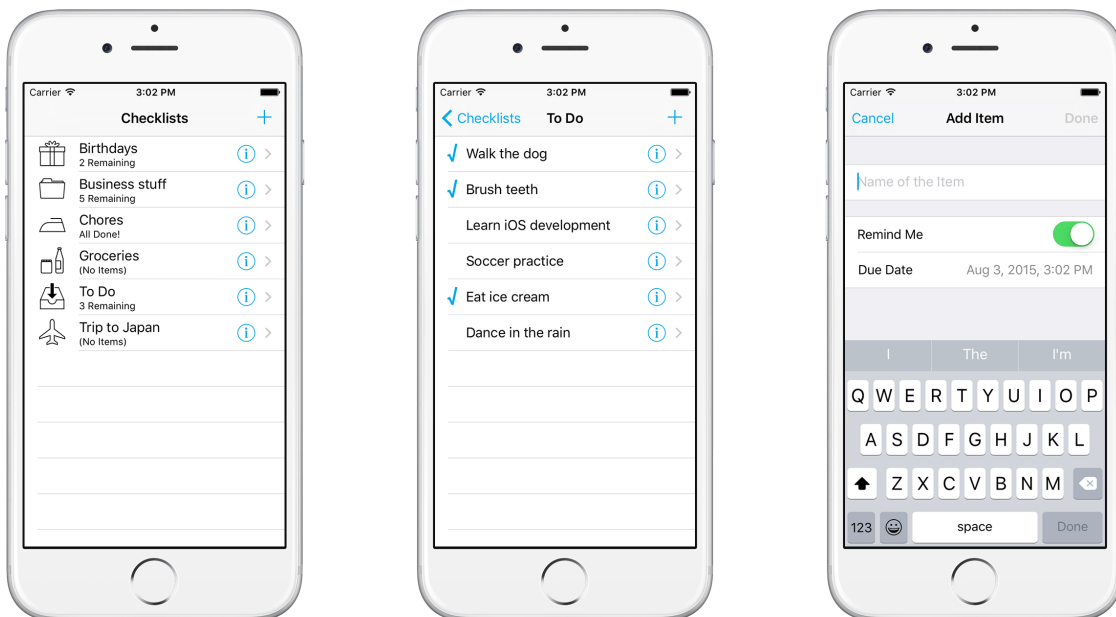 Carrier 3:02 PM
Checklists +
Birthdays
2 Remaining
Business stuff
5 Remaining
Chores
All Done!
Groceries
(No Items)
To Do
3 Remaining
Trip to Japan
(No Items)
Carrier 3:02 PM
Checklists To Do +
Walk the dog
Brush teeth
Learn iOS development
Soccer practice
Eat ice cream
Dance in the rain
Carrier 3:02 PM
Cancel Add Item Done
Name of the Item
Remind Me
Due Date Aug 3, 2015, 3:02 PM
I The I'm
Q W E R T Y U I O P
A S D F G H J K L
Z X C V B N M
123 space Done